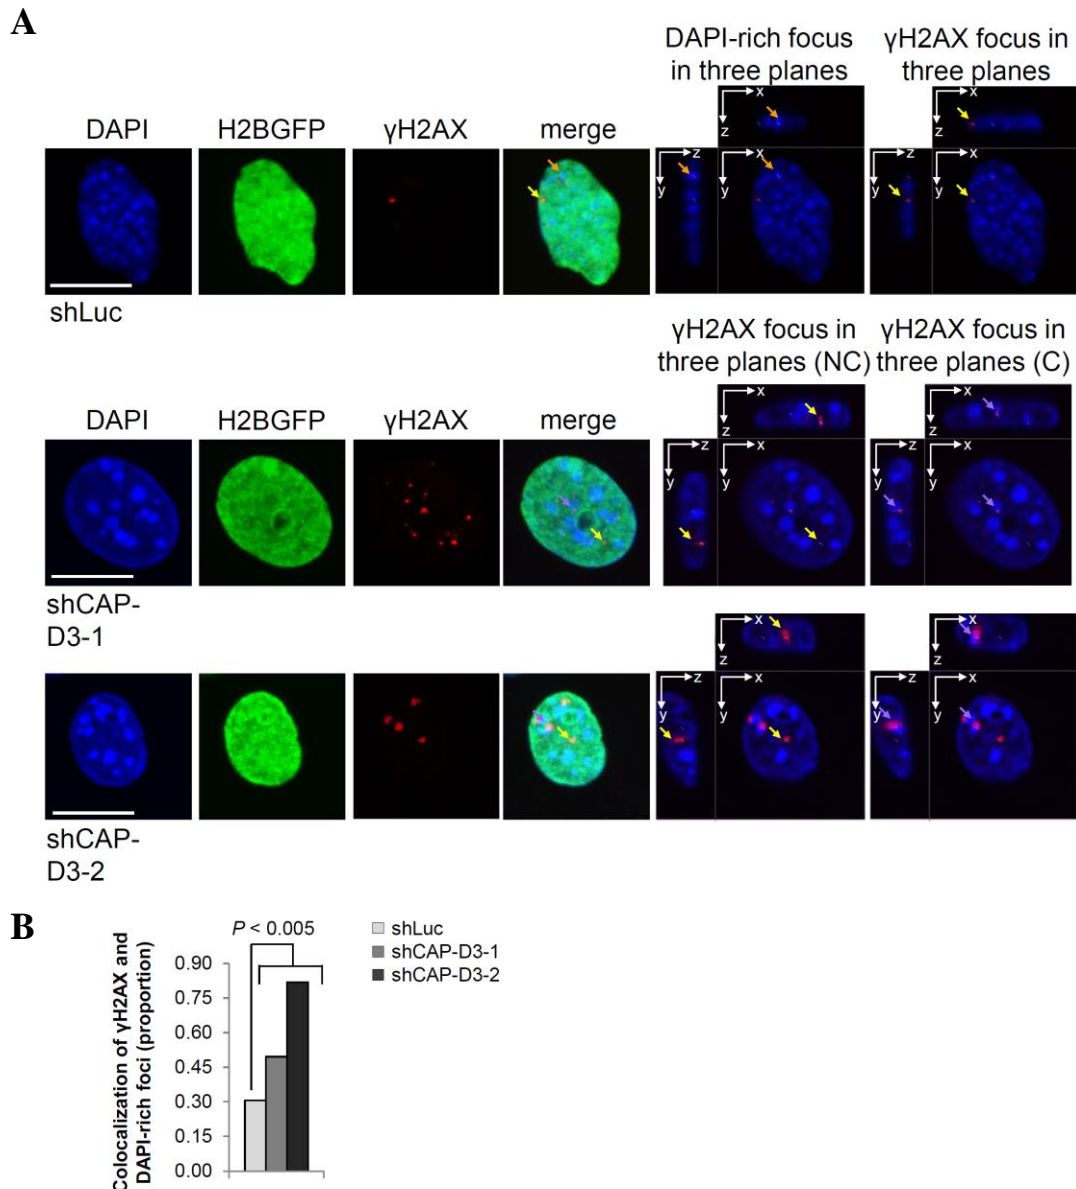 A
DAPI-rich focus
in three planes
γH2AX focus in
three planes
DAPI
H2BGFP
γH2AX
merge
x
z
z
y
x
y
x
z
z
y
x
y
shLuc
γH2AX focus in
three planes (NC)
γH2AX focus in
three planes (C)
DAPI
H2BGFP
γH2AX
merge
x
z
z
y
x
y
x
z
z
y
x
y
shCAP-
D3-1
x
z
z
y
x
y
x
z
z
y
x
y
shCAP-
D3-2
B
P < 0.005
shLuc
shCAP-D3-1
shCAP-D3-2
Colocalization of γH2AX and
DAPI-rich foci (proportion)
0.90
0.75
0.60
0.45
0.30
0.15
0.00